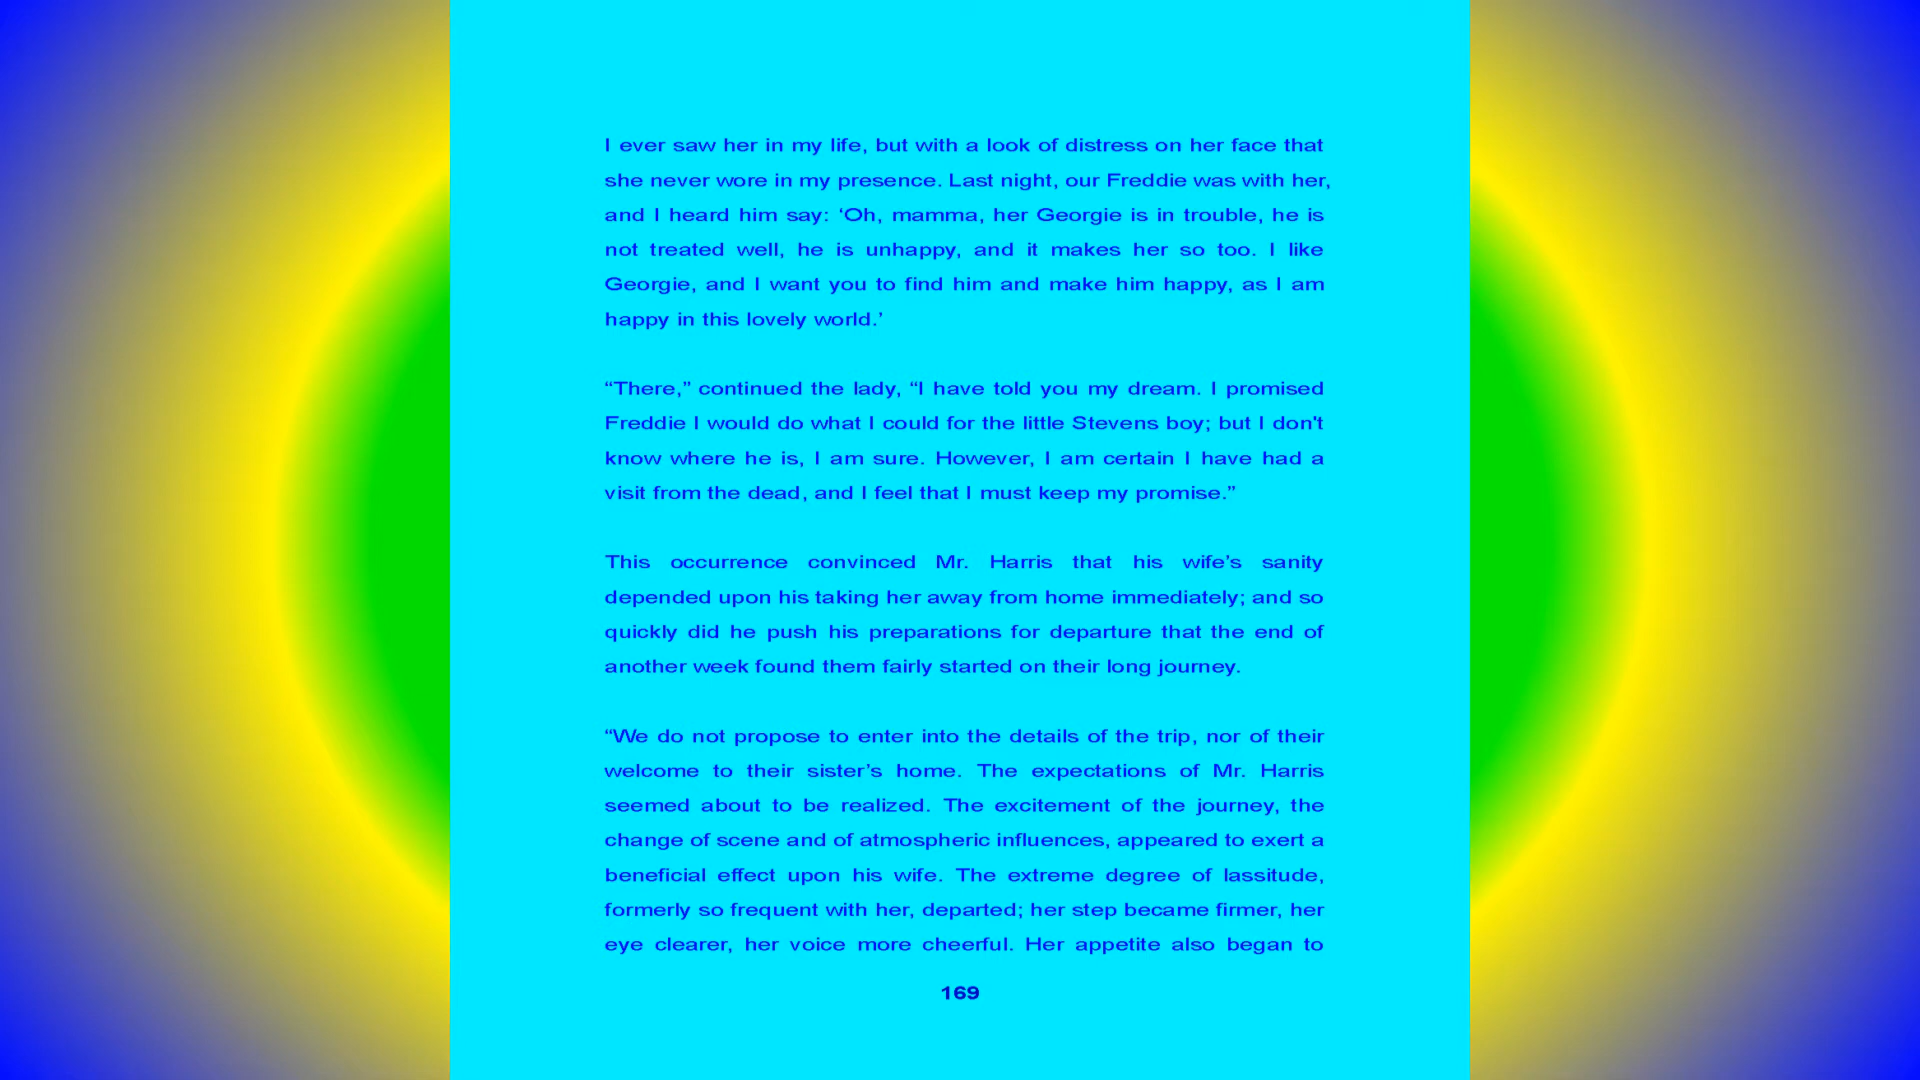 I ever saw her in my life, but with a look of distress on her face that
she never wore in my presence. Last night, our Freddie was with her,
and I heard him say: ‘Oh, mamma, her Georgie is in trouble, he is
not treated well, he is unhappy, and it makes her so too. I like
Georgie, and I want you to find him and make him happy, as I am
happy in this lovely world.’
“There,” continued the lady, “I have told you my dream. I promised
Freddie I would do what I could for the little Stevens boy; but I don't
know where he is, I am sure. However, I am certain I have had a
visit from the dead, and I feel that I must keep my promise.”
This occurrence convinced Mr. Harris that his wife’s sanity
depended upon his taking her away from home immediately; and so
quickly did he push his preparations for departure that the end of
another week found them fairly started on their long journey.
“We do not propose to enter into the details of the trip, nor of their
welcome to their sister’s home. The expectations of Mr. Harris
seemed about to be realized. The excitement of the journey, the
change of scene and of atmospheric influences, appeared to exert a
beneficial effect upon his wife. The extreme degree of lassitude,
formerly so frequent with her, departed; her step became firmer, her
eye clearer, her voice more cheerful. Her appetite also began to
169